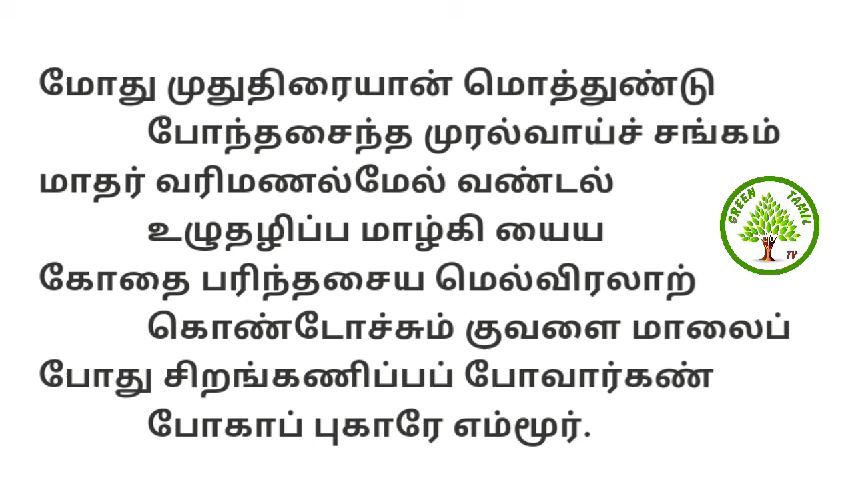 மோது முதுதிரையான் மொத்துண்டு
போந்தசைந்த முரல்வாய்ச் சங்கம்
மாதர் வரிமணல்மேல் வண்டல்
உழுதழிப்ப மாழ்கி யைய
கோதை பரிந்தசைய மெல்விரலாற்
கொண்டோச்சும் குவளை மாலைப்
போது சிறங்கணிப்பப் போவார்கண்
போகாப் புகாரே எம்மூர்.
GREEN TAMIL TV